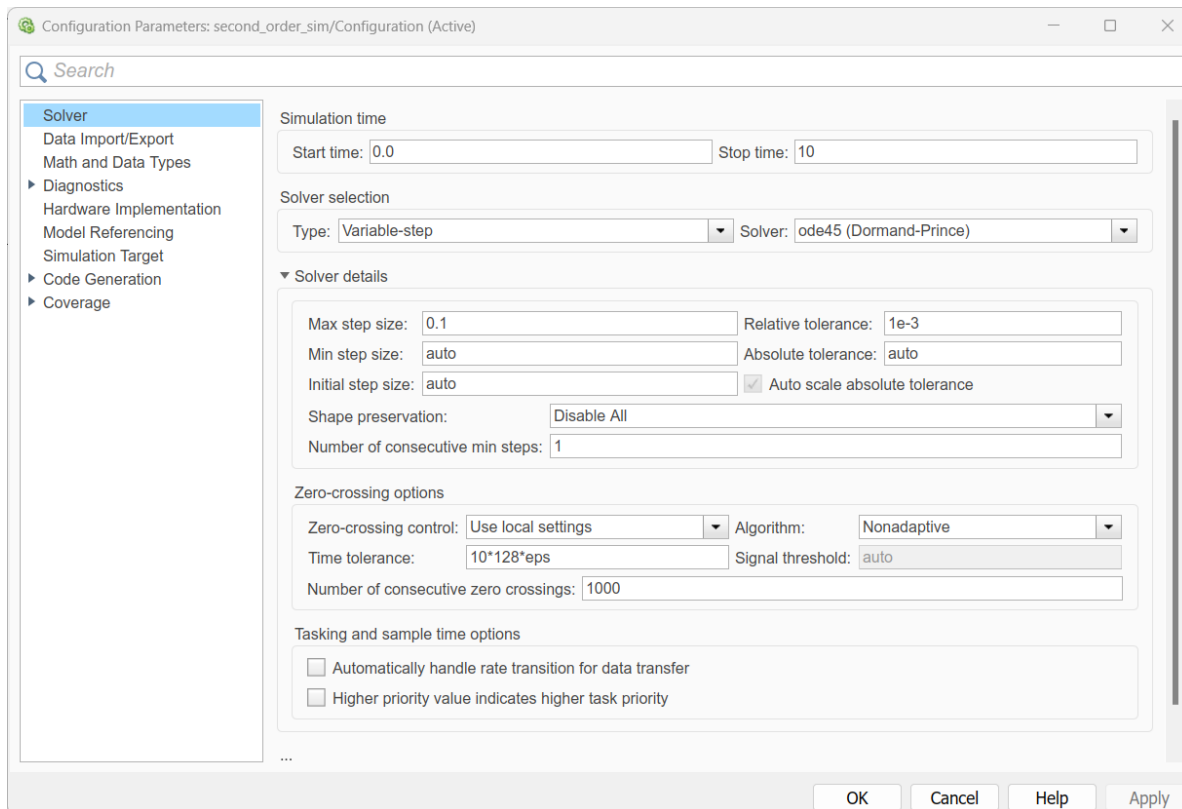 Configuration Parameters: second_order_sim/Configuration (Active)
Search
Solver
Data Import/Export
Math and Data Types
Diagnostics
Hardware Implementation
Model Referencing
Simulation Target
Code Generation
Coverage
Simulation time
Start time: 0.0 Stop time: 10
Solver selection
Type: Variable-step Solver: ode45 (Dormand-Prince)
Solver details
Max step size: 0.1 Relative tolerance: 1e-3
Min step size: auto Absolute tolerance: auto
Initial step size: auto Auto scale absolute tolerance
Shape preservation: Disable All
Number of consecutive min steps: 1
Zero-crossing options
Zero-crossing control: Use local settings Algorithm: Nonadaptive
Time tolerance: 10*128*eps Signal threshold: auto
Number of consecutive zero crossings: 1000
Tasking and sample time options
Automatically handle rate transition for data transfer
Higher priority value indicates higher task priority
...
OK Cancel Help Apply